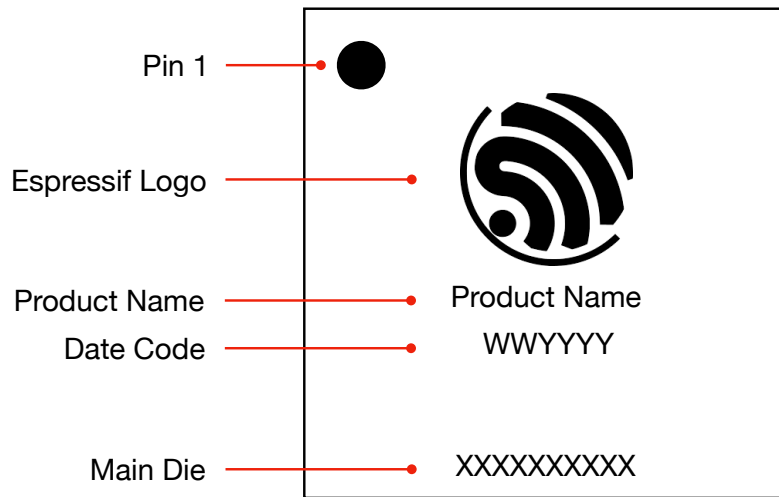 Pin 1
Espressif Logo
Product Name Product Name
Date Code WWYYYY
Main Die XXXXXXXXXX